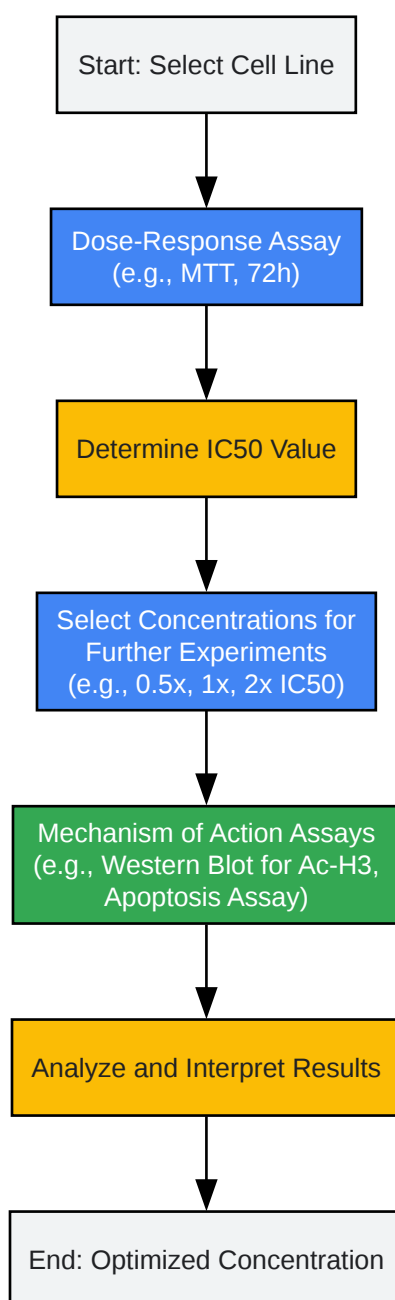 Start: Select Cell Line
Dose-Response Assay
(e.g., MTT, 72h)
Determine IC50 Value
Select Concentrations for
Further Experiments
(e.g., 0.5x, 1x, 2x IC50)
Mechanism of Action Assays
(e.g., Western Blot for Ac-H3,
Apoptosis Assay)
Analyze and Interpret Results
End: Optimized Concentration